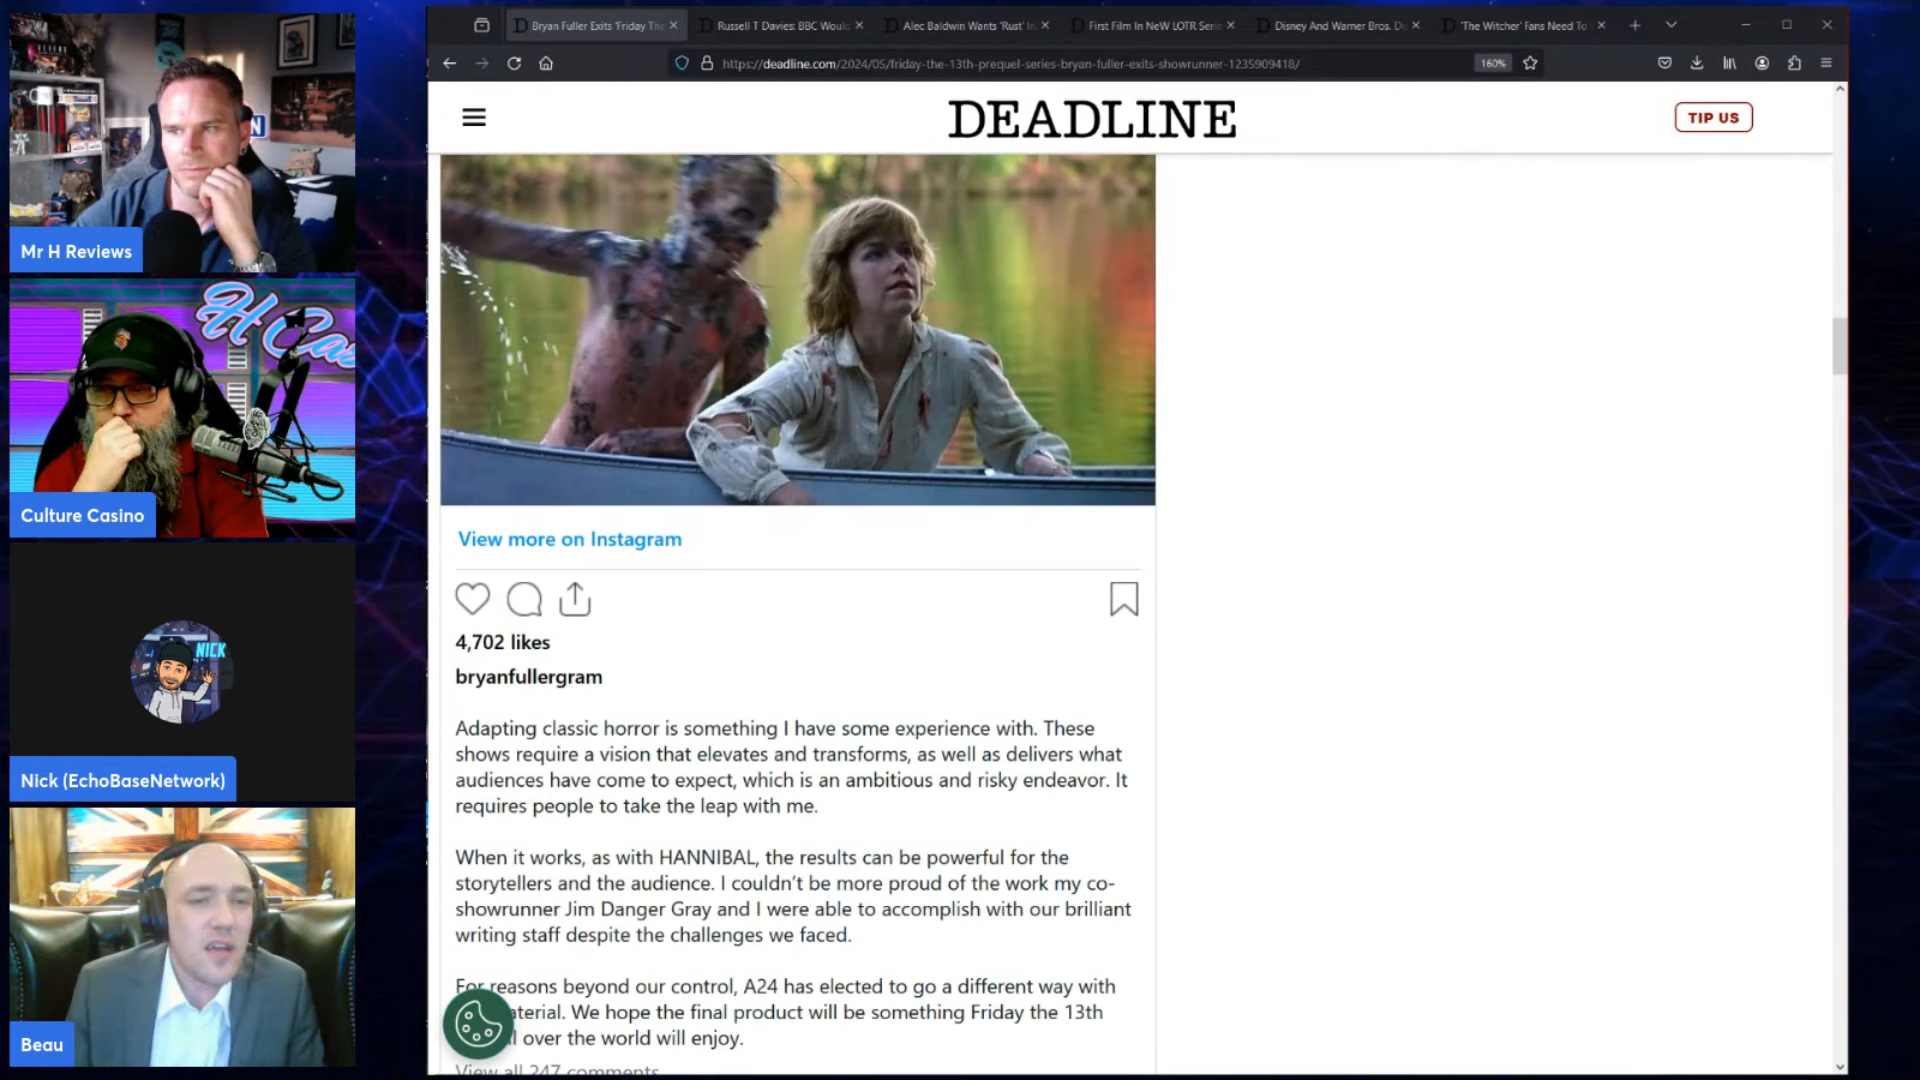 Bryan Fuller Exits 'Friday The
Russell T Davies: BBC Would
Alec Baldwin Wants 'Rust' In
First Film In NeW LOTR Serie
Disney And Warner Bros. Di
'The Witcher' Fans Need To
https://deadline.com/2024/05/friday-the-13th-prequel-series-bryan-fuller-exits-showrunner-1235909418/
160%
DEADLINE
TIP US
Mr H Reviews
Culture Casino
NICK
Nick (EchoBaseNetwork)
Beau
View more on Instagram
4,702 likes
bryanfullergram
Adapting classic horror is something I have some experience with. These
shows require a vision that elevates and transforms, as well as delivers what
audiences have come to expect, which is an ambitious and risky endeavor. It
requires people to take the leap with me.
When it works, as with HANNIBAL, the results can be powerful for the
storytellers and the audience. I couldn't be more proud of the work my co-
showrunner Jim Danger Gray and I were able to accomplish with our brilliant
writing staff despite the challenges we faced.
For reasons beyond our control, A24 has elected to go a different way with
aterial. We hope the final product will be something Friday the 13th
l over the world will enjoy.
View all 247 comments